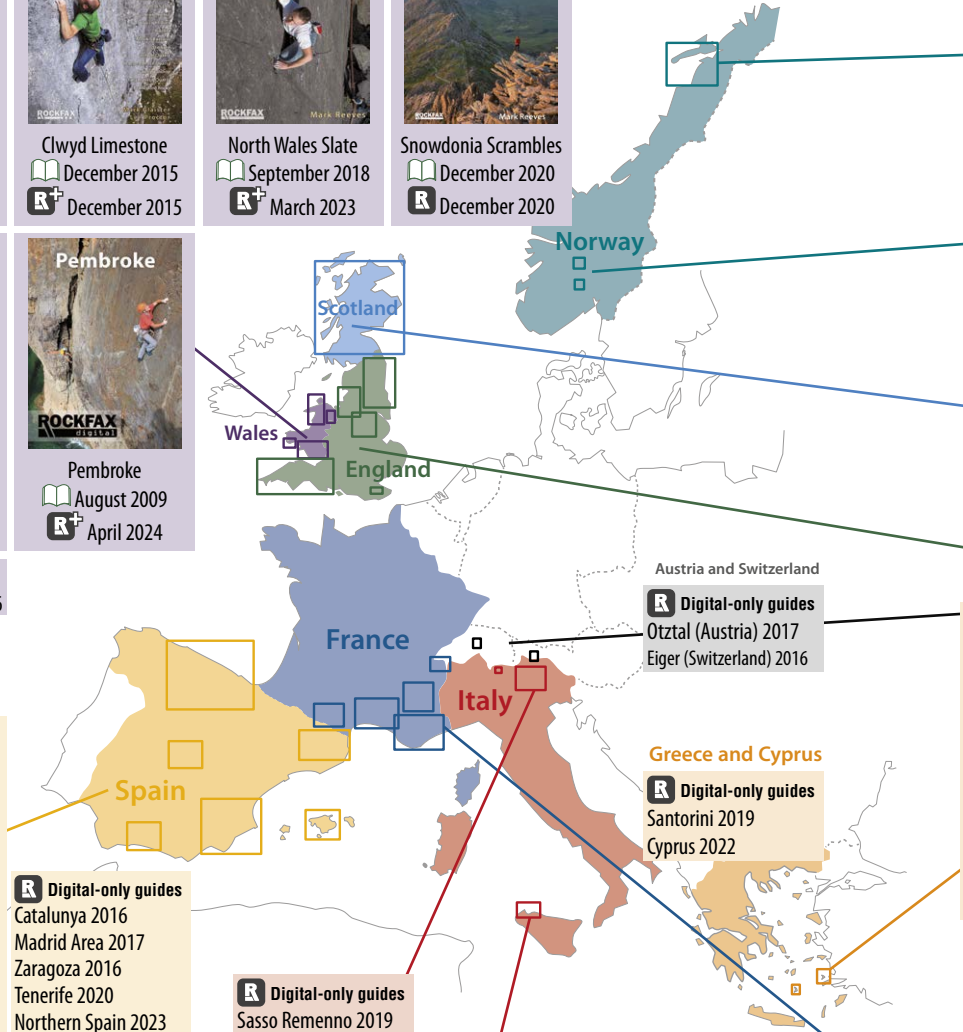 ROCKFAX
ROCKFAX
Mark Reeves
ROCKFAX
Mark Reeves
Clwyd Limestone
December 2015
R+ December 2015
North Wales Slate
September 2018
R+ March 2023
Snowdonia Scrambles
December 2020
R December 2020
Pembroke
ROCKFAX
digital
Pembroke
August 2009
R+ April 2024
Norway
Scotland
Wales
England
France
Italy
Spain
Austria and Switzerland
R Digital-only guides
Otztal (Austria) 2017
Eiger (Switzerland) 2016
Greece and Cyprus
R Digital-only guides
Santorini 2019
Cyprus 2022
R Digital-only guides
Catalunya 2016
Madrid Area 2017
Zaragoza 2016
Tenerife 2020
Northern Spain 2023
R Digital-only guides
Sasso Remenno 2019